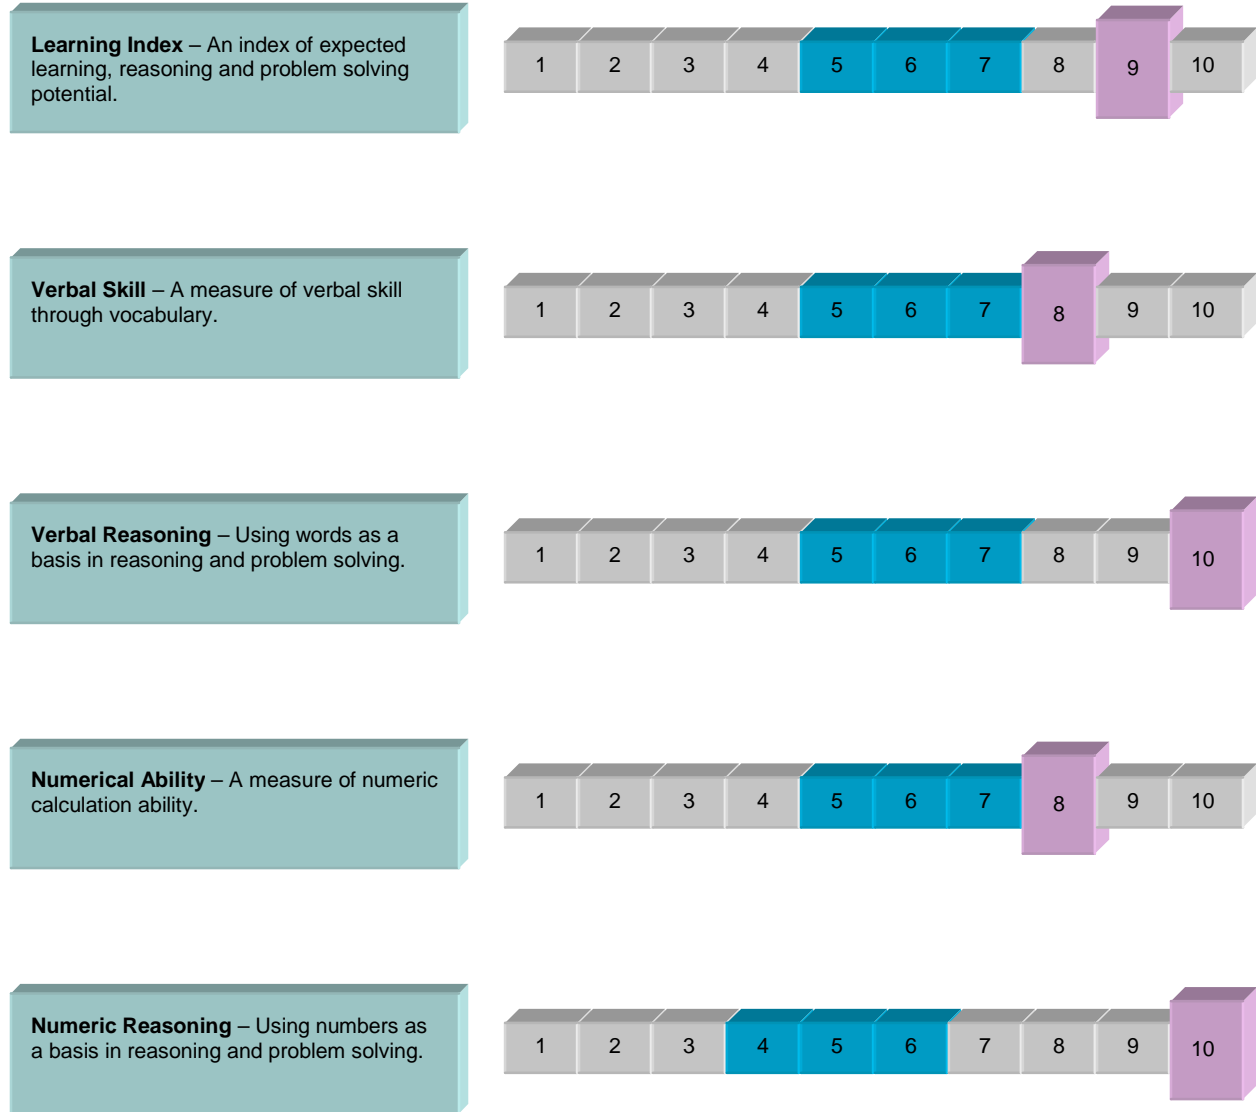 Learning Index – An index of expected
learning, reasoning and problem solving
potential.
1 2 3 4 5 6 7 8 9 10
Verbal Skill – A measure of verbal skill
through vocabulary.
1 2 3 4 5 6 7 8 9 10
Verbal Reasoning – Using words as a
basis in reasoning and problem solving.
1 2 3 4 5 6 7 8 9 10
Numerical Ability – A measure of numeric
calculation ability.
1 2 3 4 5 6 7 8 9 10
Numeric Reasoning – Using numbers as
a basis in reasoning and problem solving.
1 2 3 4 5 6 7 8 9 10